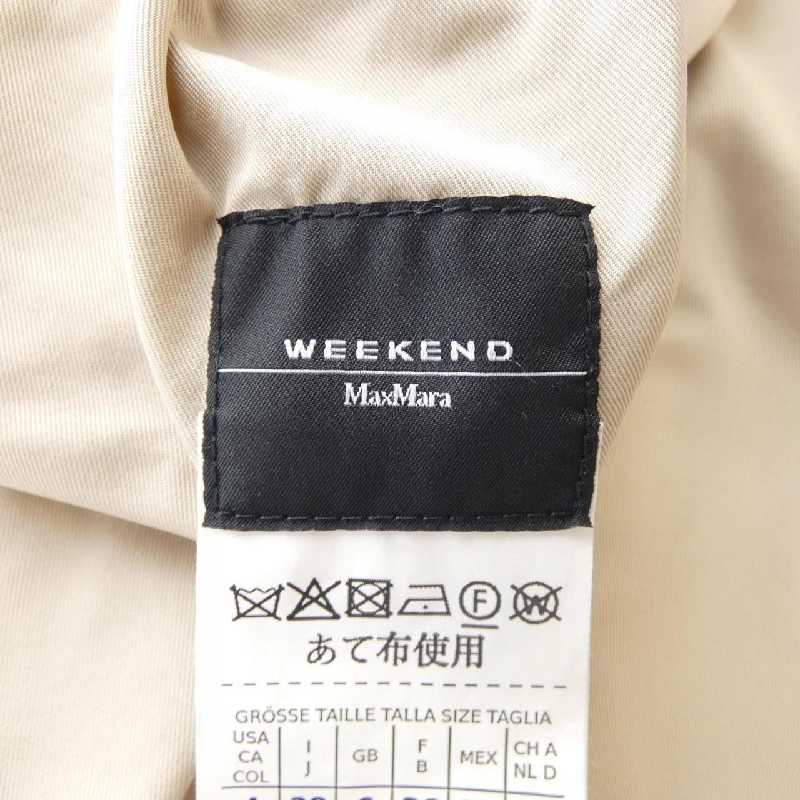 WEEKEND
MaxMara
F W
あて布使用
GRÖSSE TAILLE TALLA SIZE TAGLIA
USA CA COL
I J
GB
F B
MEX
CH A NL D